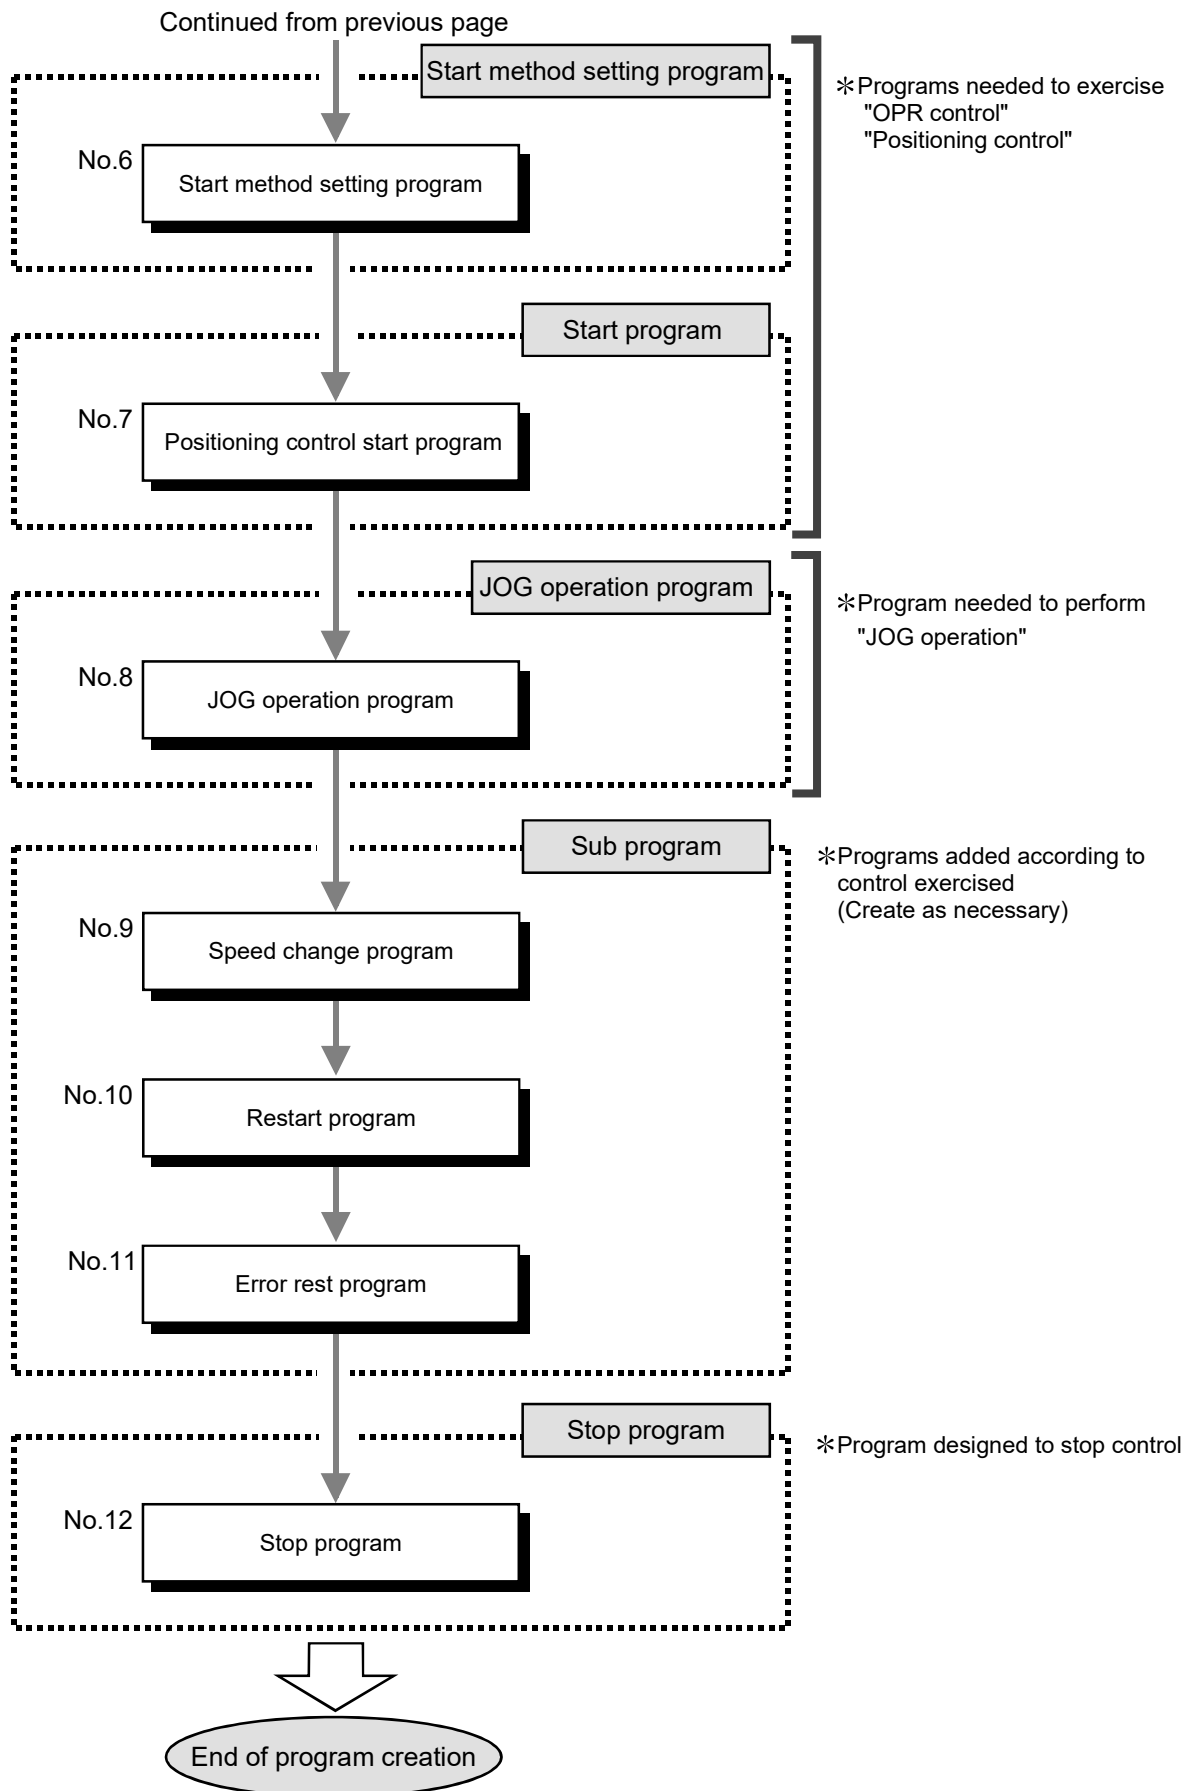 Continued from previous page
Start method setting program
＊Programs needed to exercise
"OPR control"
"Positioning control"
No.6
Start method setting program
Start program
No.7
Positioning control start program
JOG operation program
＊Program needed to perform
"JOG operation"
No.8
JOG operation program
Sub program
＊Programs added according to
control exercised
(Create as necessary)
No.9
Speed change program
No.10
Restart program
No.11
Error rest program
Stop program
＊Program designed to stop control
No.12
Stop program
End of program creation